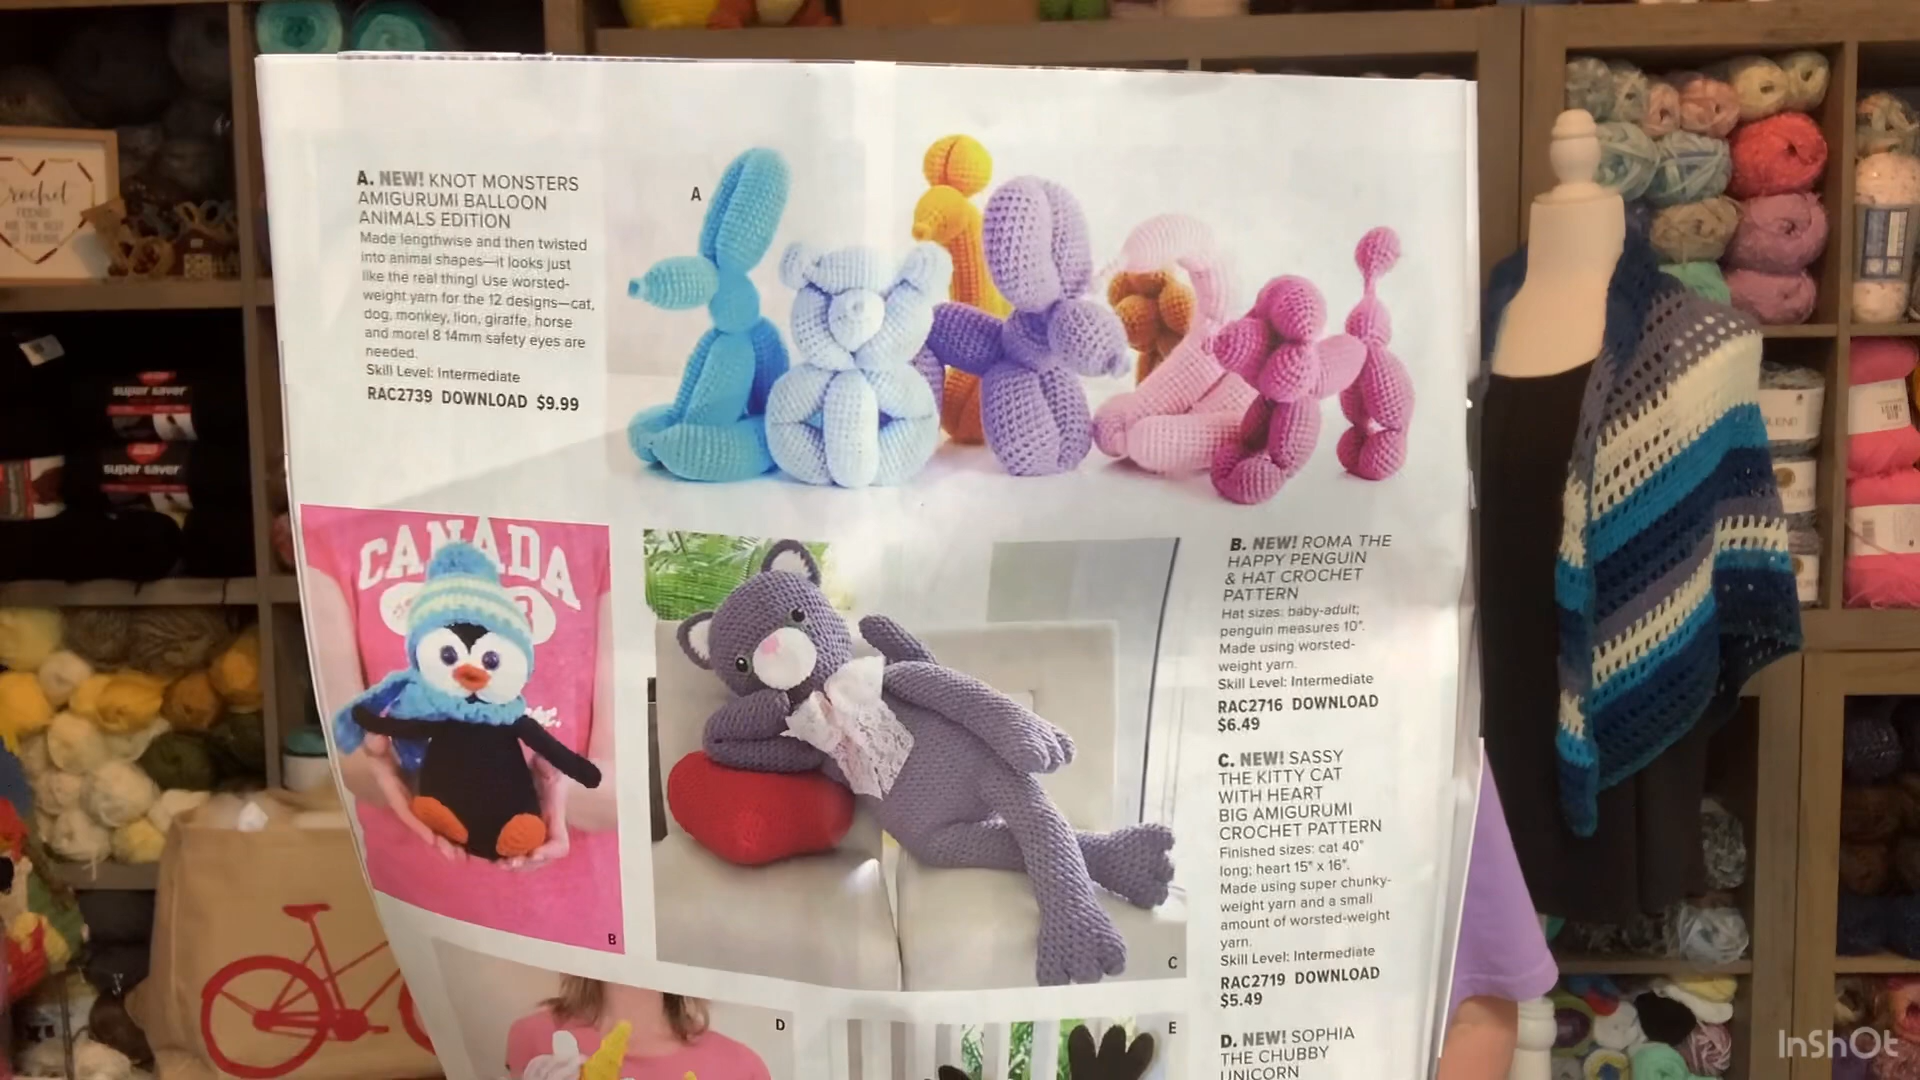 A. NEW! KNOT MONSTERS
AMIGURUMI BALLOON
ANIMALS EDITION
Made lengthwise and then twisted
into animal shapes—it looks just
like the real thing! Use worsted-
weight yarn for the 12 designs—cat,
dog, monkey, lion, giraffe, horse
and more! 8 14mm safety eyes are
needed.
Skill Level: Intermediate
RAC2739 DOWNLOAD $9.99
A
CANADA
B
C
B. NEW! ROMA THE
HAPPY PENGUIN
& HAT CROCHET
PATTERN
Hat sizes: baby-adult;
penguin measures 10".
Made using worsted-
weight yarn.
Skill Level: Intermediate
RAC2716 DOWNLOAD
$6.49
C. NEW! SASSY
THE KITTY CAT
WITH HEART
BIG AMIGURUMI
CROCHET PATTERN
Finished sizes: cat 40"
long; heart 15" x 16".
Made using super chunky-
weight yarn and a small
amount of worsted-weight
yarn.
Skill Level: Intermediate
RAC2719 DOWNLOAD
$5.49
D. NEW! SOPHIA
THE CHUBBY
UNICORN
D
E
Crochet
FRIENDS
super saver
super saver
InShOt